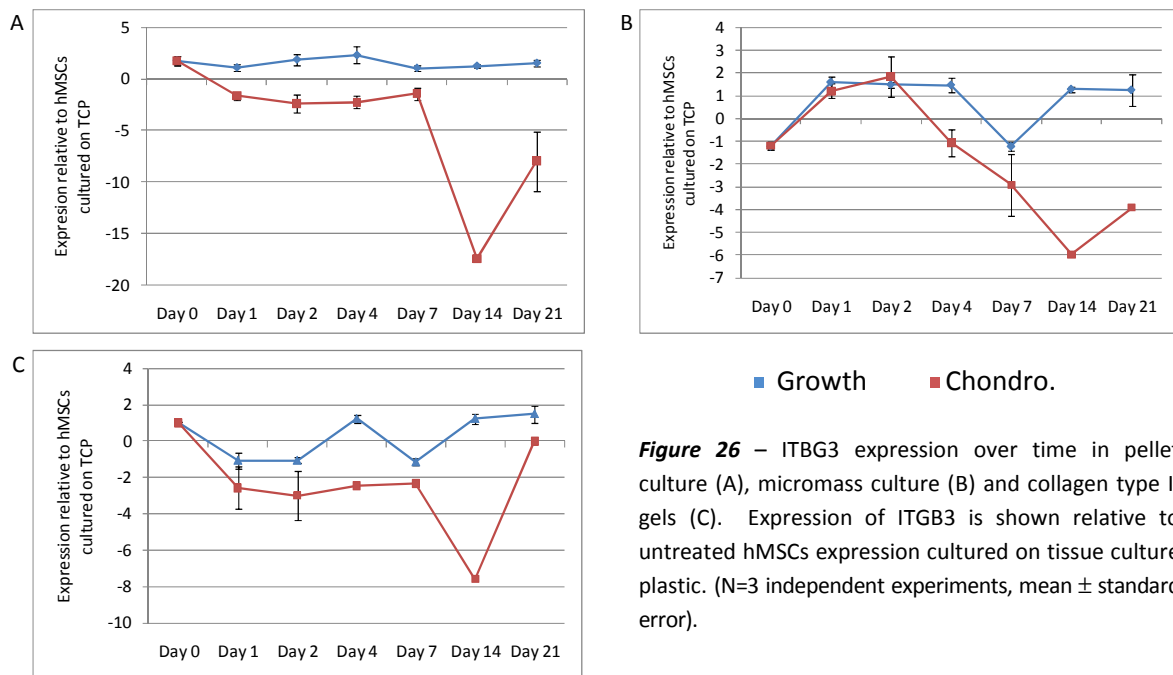 A
Expresion relative to hMSCs
cultured on TCP
5
0
-5
-10
-15
-20
Day 0 Day 1 Day 2 Day 4 Day 7 Day 14 Day 21
B
Expression relative to hMSCs
cultured on TCP
4
3
2
1
0
-1
-2
-3
-4
-5
-6
-7
Day 0 Day 1 Day 2 Day 4 Day 7 Day 14 Day 21
C
Expression relative to hMSCs
cultured on TCP
4
2
0
-2
-4
-6
-8
-10
Day 0 Day 1 Day 2 Day 4 Day 7 Day 14 Day 21
Growth Chondro.
Figure 26 – ITBG3 expression over time in pellet
culture (A), micromass culture (B) and collagen type I
gels (C). Expression of ITGB3 is shown relative to
untreated hMSCs expression cultured on tissue culture
plastic. (N=3 independent experiments, mean ± standard
error).